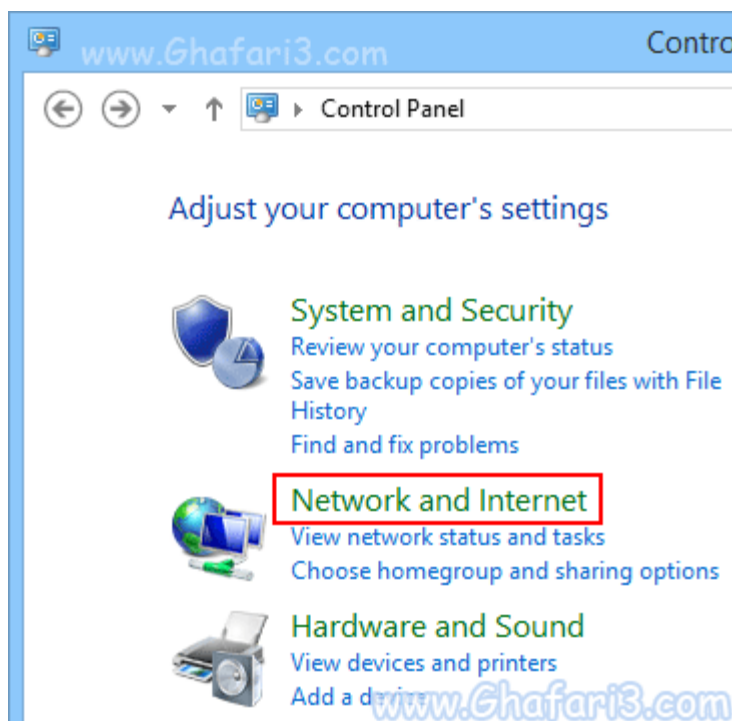 www.Ghafari3.com
Contro
Control Panel
Adjust your computer's settings
System and Security
Review your computer's status
Save backup copies of your files with File
History
Find and fix problems
Network and Internet
View network status and tasks
Choose homegroup and sharing options
Hardware and Sound
View devices and printers
Add a device
www.Ghafari3.com